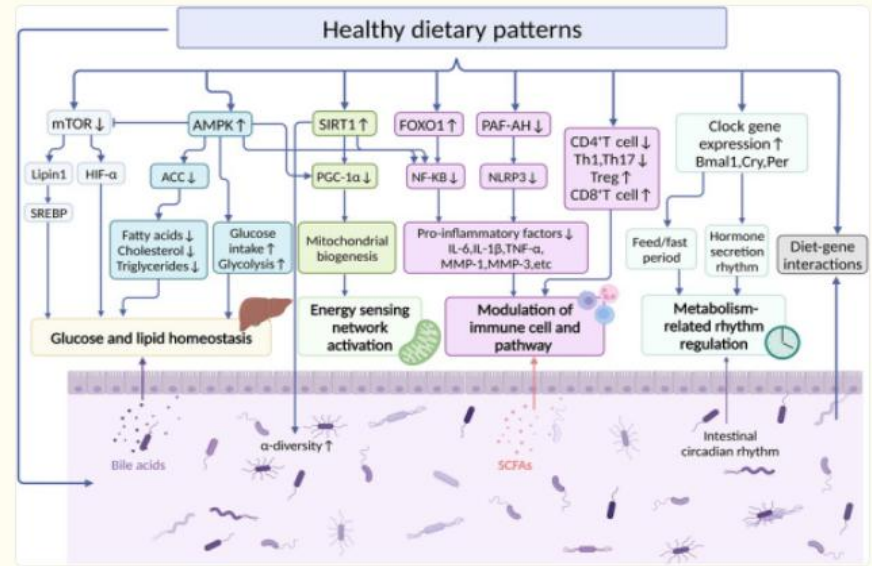 Healthy dietary patterns
mTOR↓
AMPK↑
SIRT1↑
FOXO1↑
PAF-AH↓
CD4⁺T cell↓
Th1,Th17↓
Treg↑
CD8⁺T cell↑
Clock gene
expression↑
Bmal1,Cry,Per
Lipin1
HIF-α
ACC↓
PGC-1α↓
NF-KB↓
NLRP3↓
SREBP
Fatty acids↓
Cholesterol↓
Triglycerides↓
Glucose
intake↑
Glycolysis↑
Mitochondrial
biogenesis
Pro-inflammatory factors↓
IL-6,IL-1β,TNF-α,
MMP-1,MMP-3,etc
Feed/fast
period
Hormone
secretion
rhythm
Diet-gene
interactions
Glucose and lipid homeostasis
Energy sensing
network
activation
Modulation of
immune cell and
pathway
Metabolism-
related rhythm
regulation
Bile acids
α-diversity↑
SCFAs
Intestinal
circadian rhythm